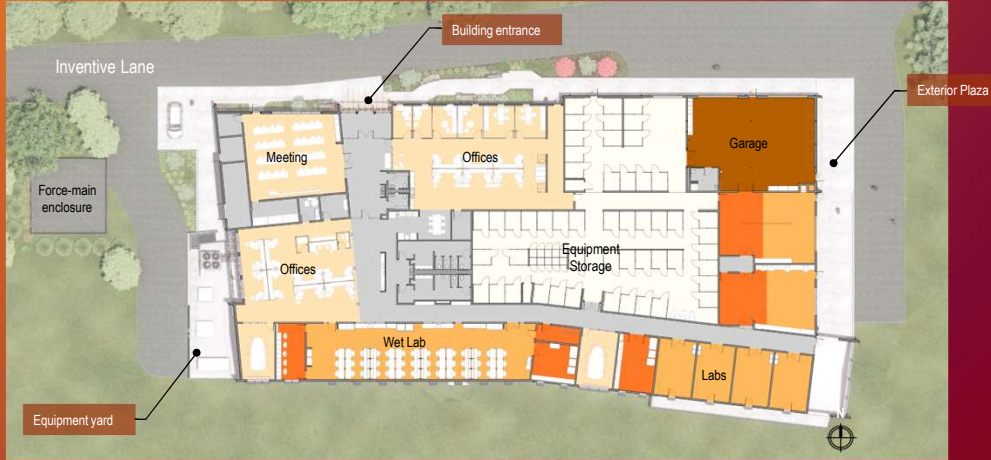 Building entrance
Inventive Lane
Exterior Plaza
Garage
Meeting
Offices
Force-main
enclosure
Equipment
Storage
Offices
Wet Lab
Labs
Equipment yard
N